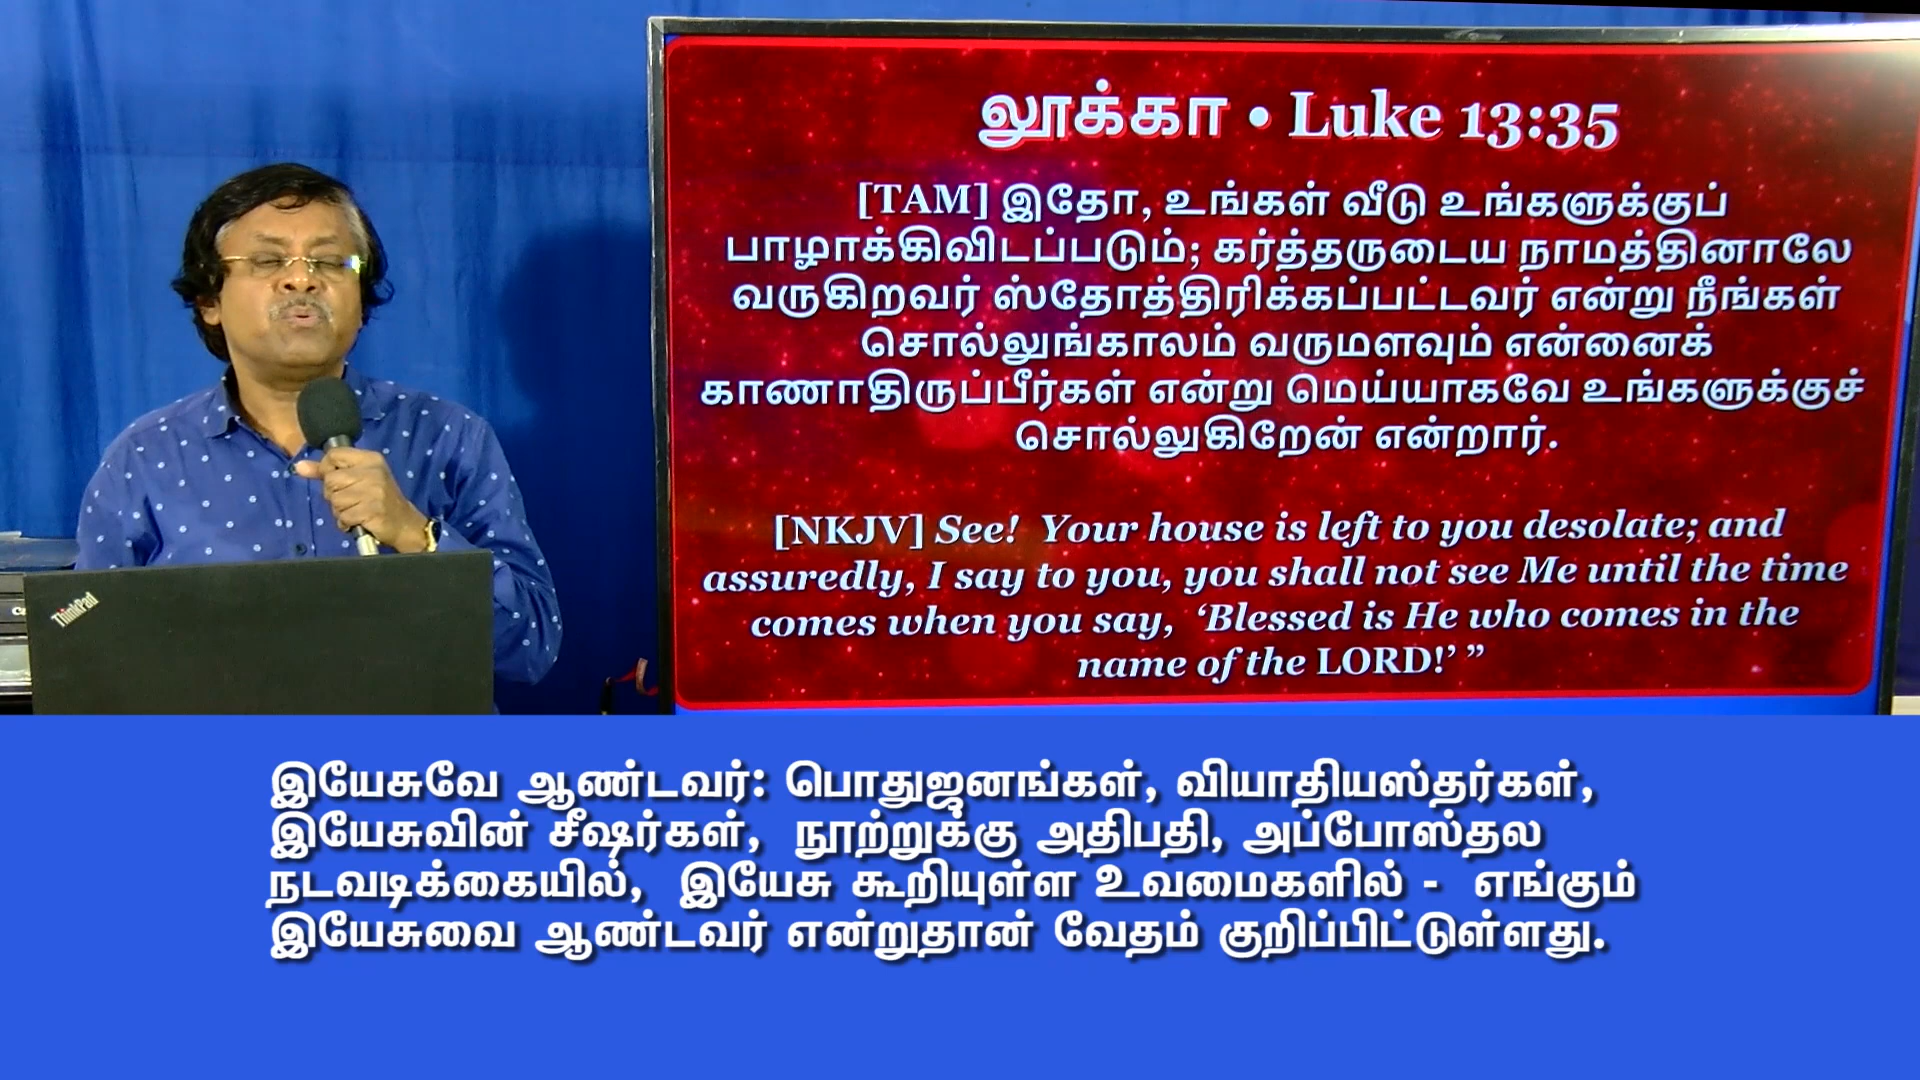 லூக்கா • Luke 13:35
[TAM] இதோ, உங்கள் வீடு உங்களுக்குப்
பாழாக்கிவிடப்படும்; கர்த்தருடைய நாமத்தினாலே
வருகிறவர் ஸ்தோத்திரிக்கப்பட்டவர் என்று நீங்கள்
சொல்லுங்காலம் வருமளவும் என்னைக்
காணாதிருப்பீர்கள் என்று மெய்யாகவே உங்களுக்குச்
சொல்லுகிறேன் என்றார்.
[NKJV] See! Your house is left to you desolate; and
assuredly, I say to you, you shall not see Me until the time
comes when you say, ‘Blessed is He who comes in the
name of the LORD!’ ”
ThinkPad
இயேசுவே ஆண்டவர்: பொதுஜனங்கள், வியாதியஸ்தர்கள்,
இயேசுவின் சீஷர்கள், நூற்றுக்கு அதிபதி, அப்போஸ்தல
நடவடிக்கையில், இயேசு கூறியுள்ள உவமைகளில் - எங்கும்
இயேசுவை ஆண்டவர் என்றுதான் வேதம் குறிப்பிட்டுள்ளது.